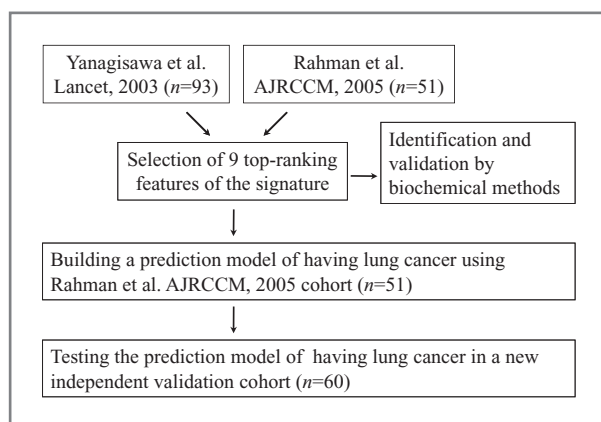 Yanagisawa et al.
Lancet, 2003 (n=93)
Rahman et al.
AJRCCM, 2005 (n=51)
Selection of 9 top-ranking
features of the signature
Identification and
validation by
biochemical methods
Building a prediction model of having lung cancer using
Rahman et al. AJRCCM, 2005 cohort (n=51)
Testing the prediction model of having lung cancer in a new
independent validation cohort (n=60)